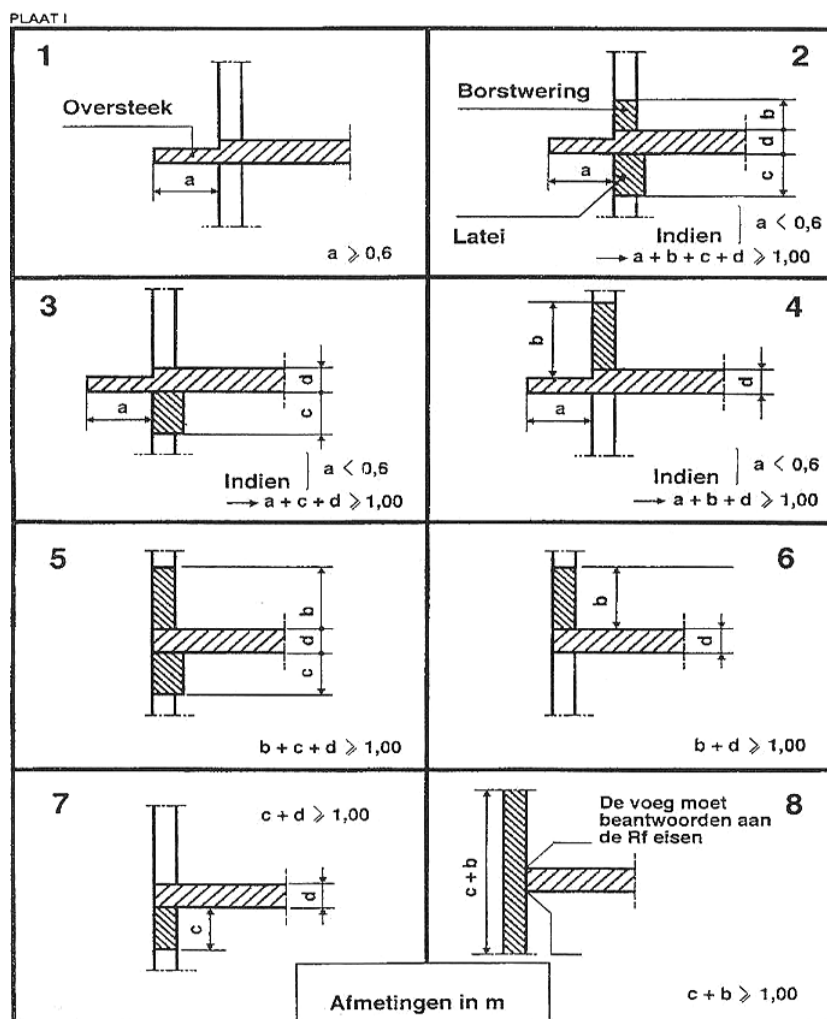 PLAAT I
1
Oversteek
a
a ⩾ 0,6
2
Borstwering
b
d
c
a
Latei
Indien } a < 0,6
→ a + b + c + d ⩾ 1,00
3
d
c
a
Indien } a < 0,6
→ a + c + d ⩾ 1,00
4
b
d
a
Indien } a < 0,6
→ a + b + d ⩾ 1,00
5
b
d
c
b + c + d ⩾ 1,00
6
b
d
b + d ⩾ 1,00
7
c + d ⩾ 1,00
d
c
8
De voeg moet
beantwoorden aan
de Rf eisen
c + b
c + b ⩾ 1,00
Afmetingen in m